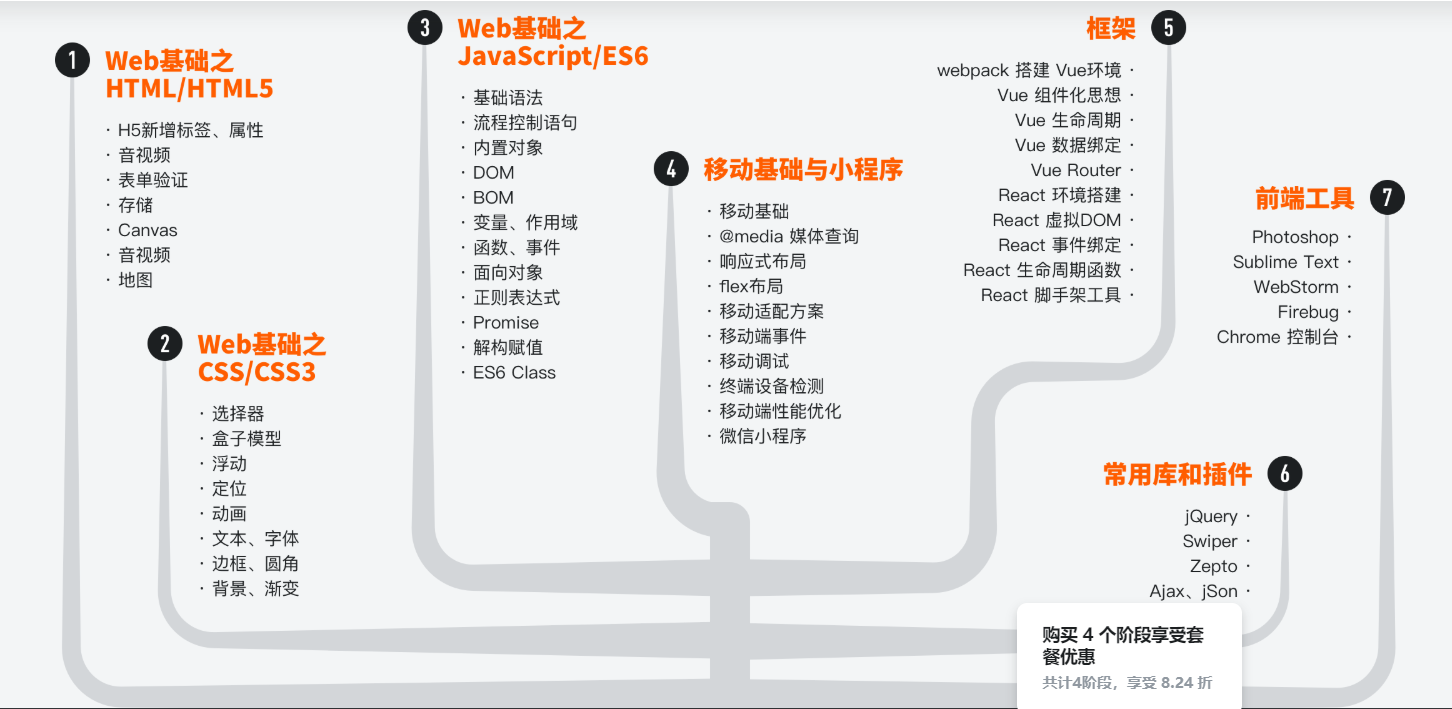 1
Web基础之
HTML/HTML5
· H5新增标签、属性
· 音视频
· 表单验证
· 存储
· Canvas
· 音视频
· 地图
2
Web基础之
CSS/CSS3
· 选择器
· 盒子模型
· 浮动
· 定位
· 动画
· 文本、字体
· 边框、圆角
· 背景、渐变
3
Web基础之
JavaScript/ES6
· 基础语法
· 流程控制语句
· 内置对象
· DOM
· BOM
· 变量、作用域
· 函数、事件
· 面向对象
· 正则表达式
· Promise
· 解构赋值
· ES6 Class
4
移动基础与小程序
· 移动基础
· @media 媒体查询
· 响应式布局
· flex布局
· 移动适配方案
· 移动端事件
· 移动调试
· 终端设备检测
· 移动端性能优化
· 微信小程序
框架 5
webpack 搭建 Vue环境 ·
Vue 组件化思想 ·
Vue 生命周期 ·
Vue 数据绑定 ·
Vue Router ·
React 环境搭建 ·
React 虚拟DOM ·
React 事件绑定 ·
React 生命周期函数 ·
React 脚手架工具 ·
常用库和插件 6
jQuery ·
Swiper ·
Zepto ·
Ajax、jSon ·
前端工具 7
Photoshop ·
Sublime Text ·
WebStorm ·
Firebug ·
Chrome 控制台 ·
购买 4 个阶段享受套
餐优惠
共计4阶段，享受 8.24 折